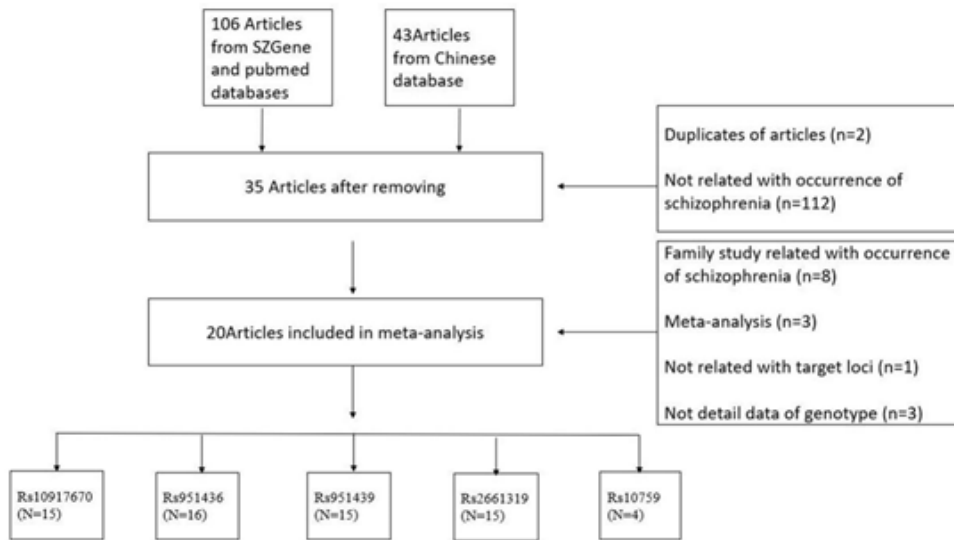 106 Articles
from SZGene
and pubmed
databases
43Articles
from Chinese
database
Duplicates of articles (n=2)
Not related with occurrence of
schizophrenia (n=112)
35 Articles after removing
Family study related with occurrence
of schizophrenia (n=8)
Meta-analysis (n=3)
Not related with target loci (n=1)
Not detail data of genotype (n=3)
20Articles included in meta-analysis
Rs10917670
(N=15)
Rs951436
(N=16)
Rs951439
(N=15)
Rs2661319
(N=15)
Rs10759
(N=4)